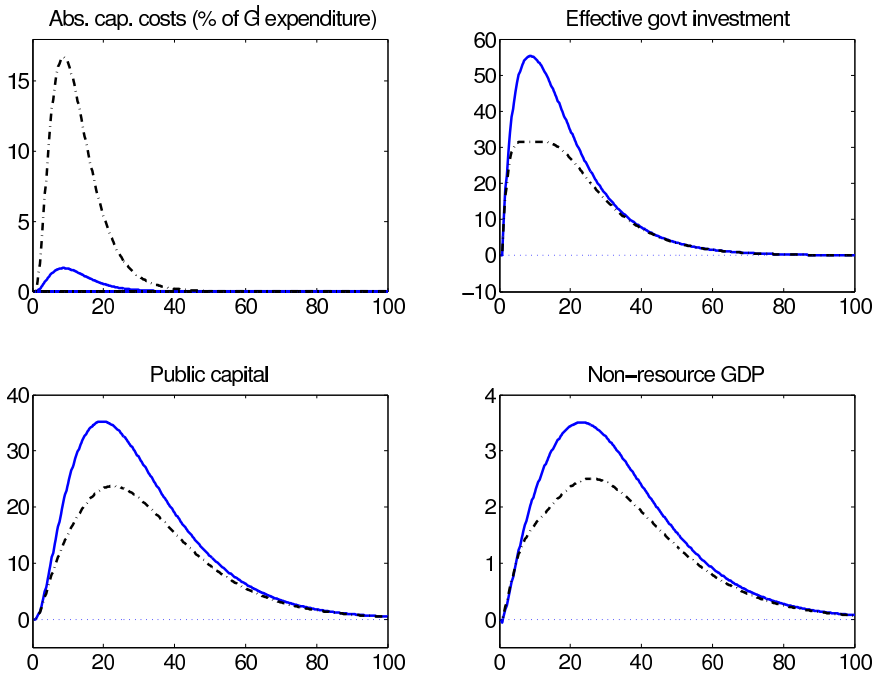 Abs. cap. costs (% of G^I expenditure)
15
10
5
0
0 20 40 60 80 100
Effective govt investment
60
50
40
30
20
10
0
−10
0 20 40 60 80 100
Public capital
40
30
20
10
0
0 20 40 60 80 100
Non−resource GDP
4
3
2
1
0
0 20 40 60 80 100